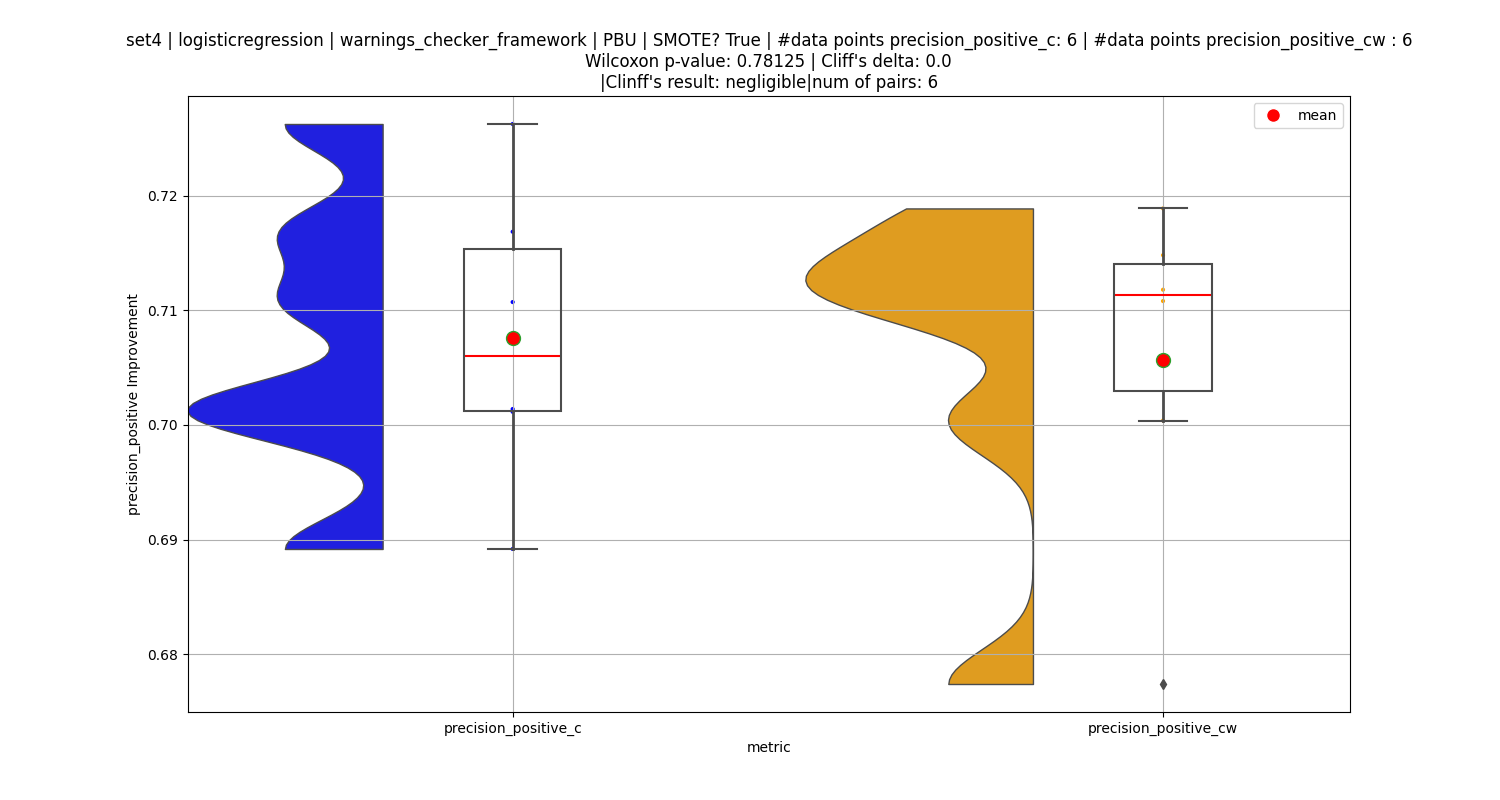 set4 | logisticregression | warnings_checker_framework | PBU | SMOTE? True | #data points precision_positive_c: 6 | #data points precision_positive_cw : 6
Wilcoxon p-value: 0.78125 | Cliff's delta: 0.0
|Clinff's result: negligible|num of pairs: 6
mean
0.72
0.71
0.70
0.69
0.68
precision_positive Improvement
precision_positive_c
precision_positive_cw
metric